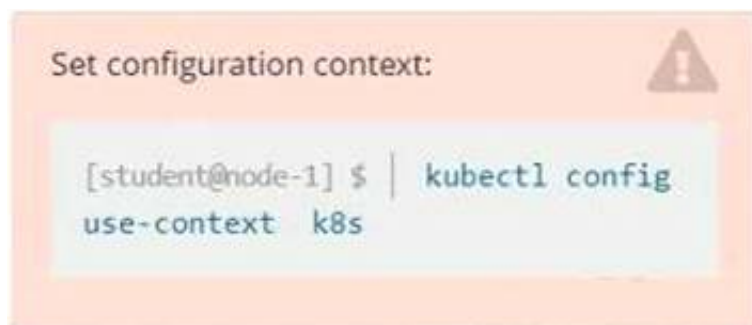 Set configuration context:
[student@node-1] $ | kubectl config
use-context k8s